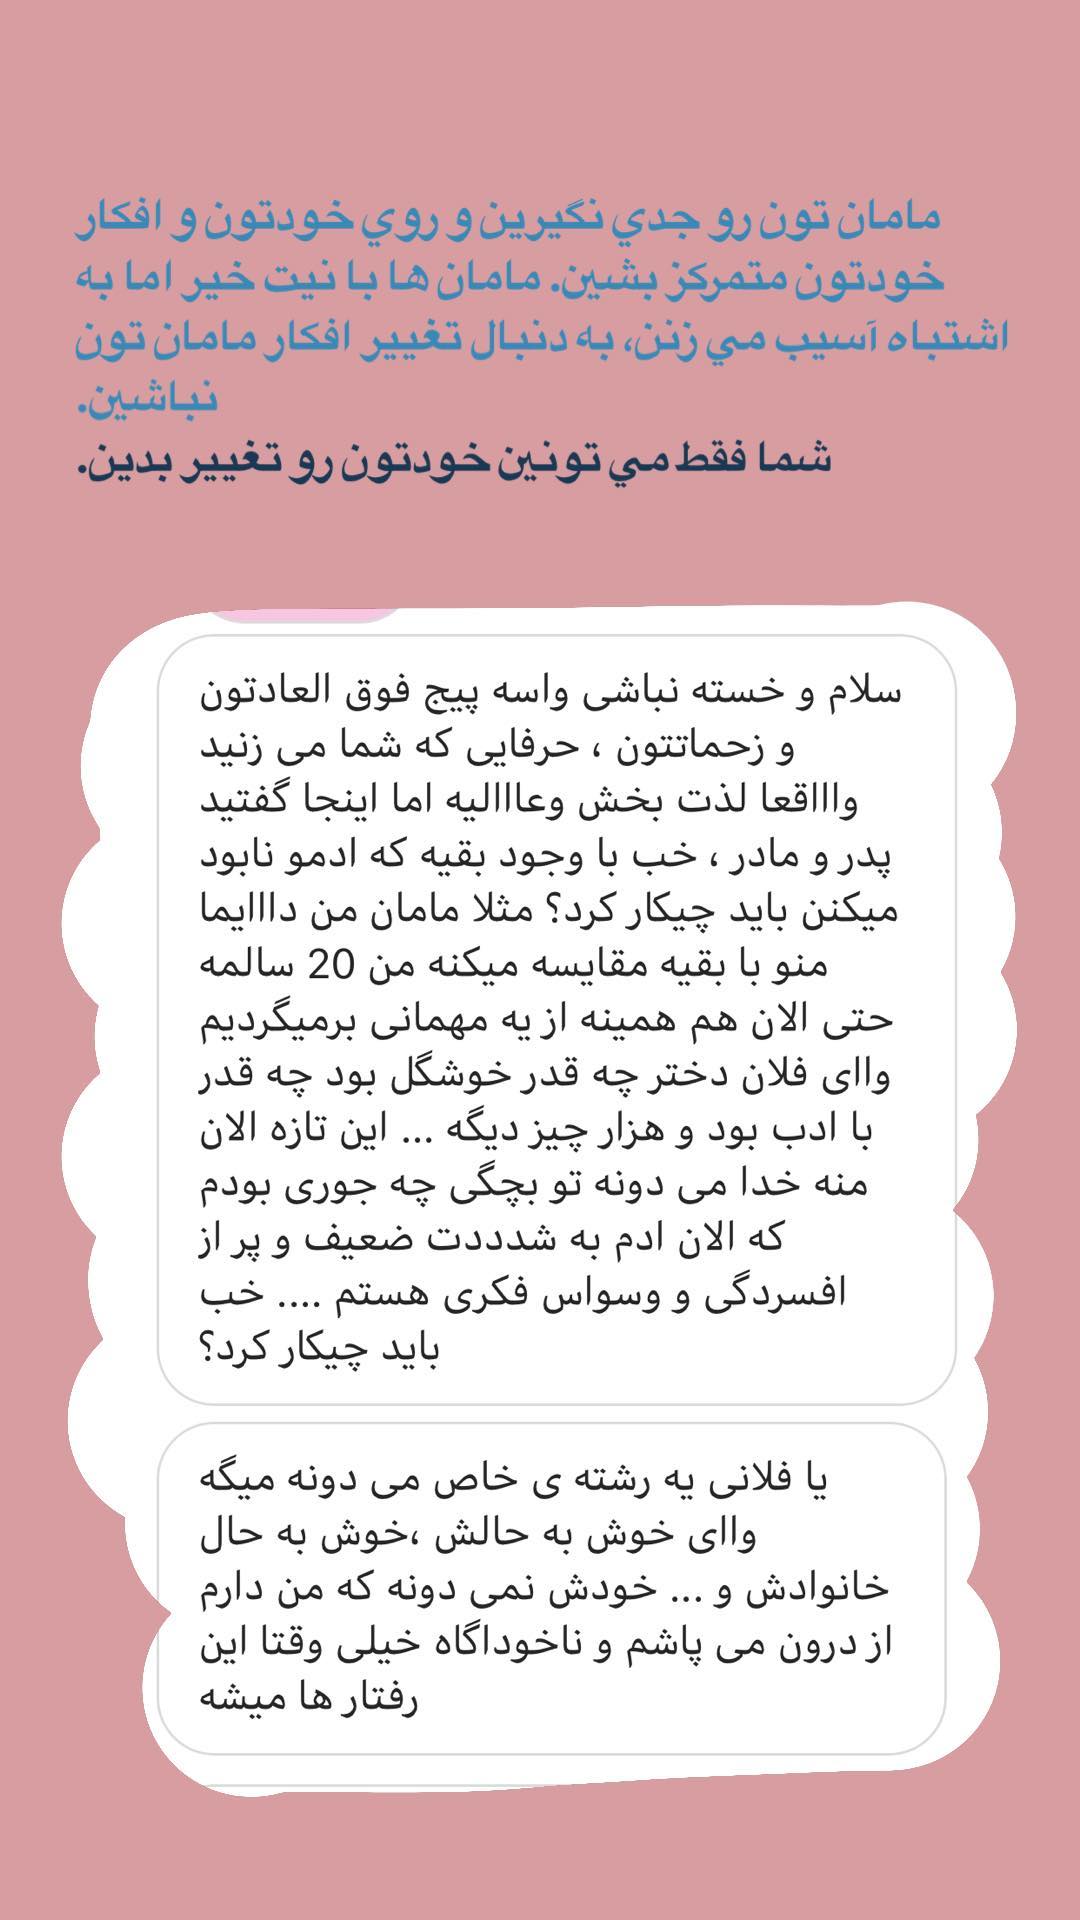 مامان تون رو جدي نگيرين و روي خودتون و افكار
خودتون متمركز بشين. مامان ها با نيت خير اما به
اشتباه آسيب مي زنن، به دنبال تغيير افكار مامان تون
نباشين.
شما فقط مي تونين خودتون رو تغيير بدين.
سلام و خسته نباشی واسه پیج فوق العادتون
و زحماتتون ، حرفایی که شما می زنید
واااقعا لذت بخش وعاااالیه اما اینجا گفتید
پدر و مادر ، خب با وجود بقیه که ادمو نابود
میکنن باید چیکار کرد؟ مثلا مامان من دااایما
منو با بقیه مقایسه میکنه من 20 سالمه
حتی الان هم همینه از یه مهمانی برمیگردیم
واای فلان دختر چه قدر خوشگل بود چه قدر
با ادب بود و هزار چیز دیگه ... این تازه الان
منه خدا می دونه تو بچگی چه جوری بودم
که الان ادم به شدددت ضعیف و پر از
افسردگی و وسواس فکری هستم .... خب
باید چیکار کرد؟
یا فلانی یه رشته ی خاص می دونه میگه
واای خوش به حالش ،خوش به حال
خانوادش و ... خودش نمی دونه که من دارم
از درون می پاشم و ناخوداگاه خیلی وقتا این
رفتار ها میشه